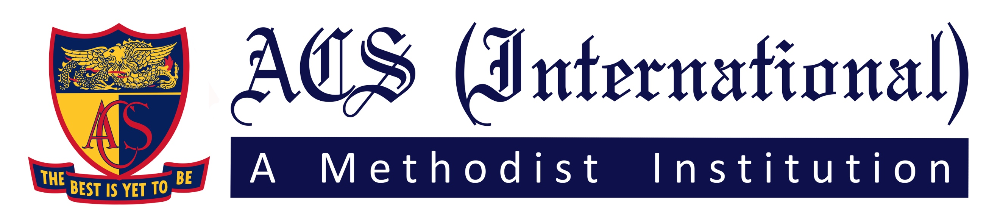 ACS
THE BEST IS YET TO BE
ACS (International)
A Methodist Institution